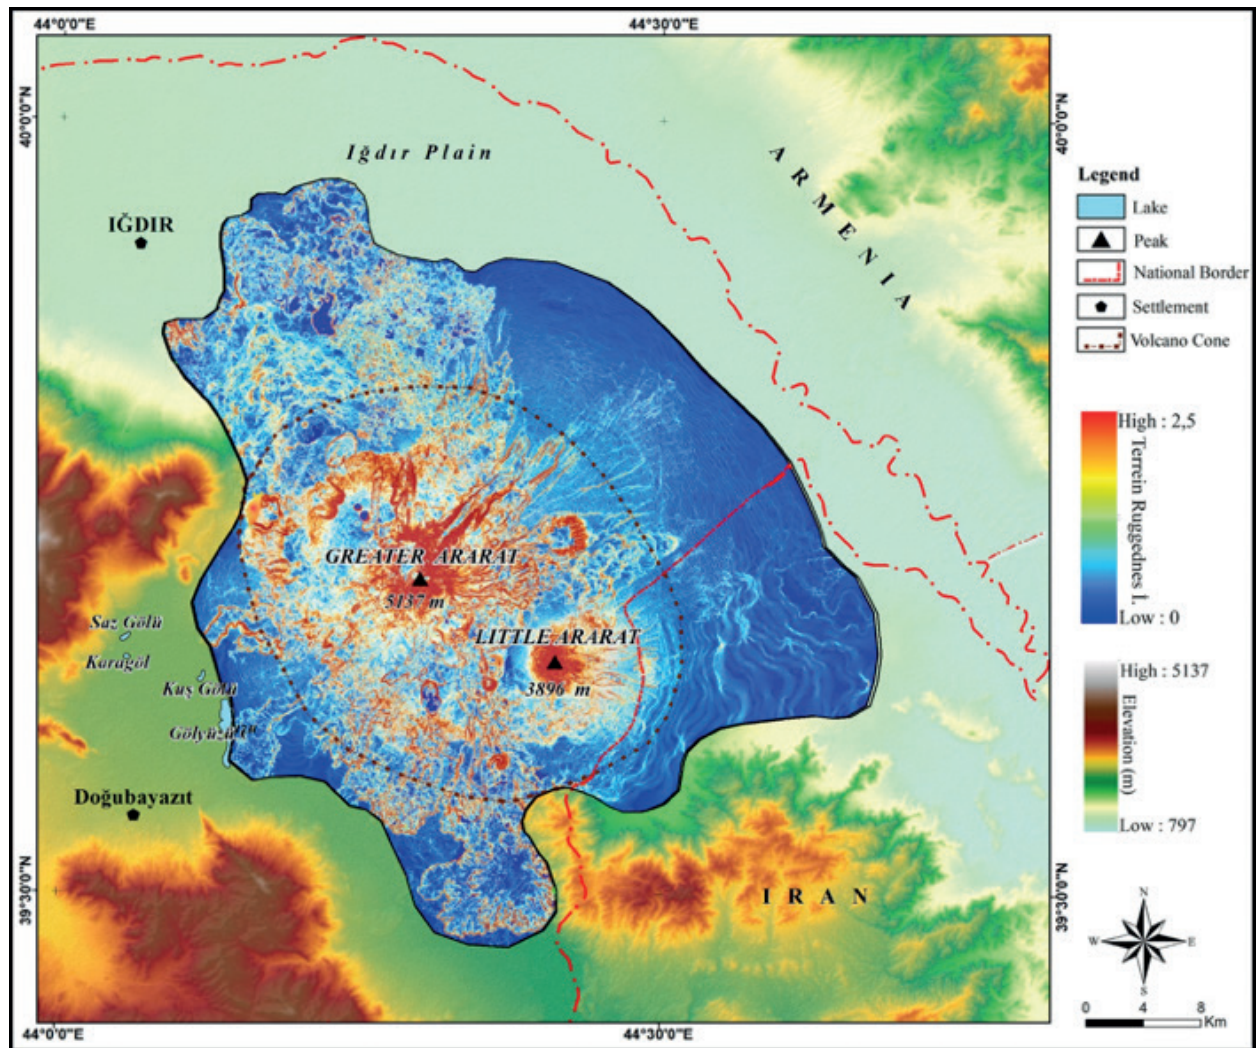 44°0'0"E
44°30'0"E
40°0'0"N
40°0'0"N
Iğdır Plain
ARMENIA
IĞDIR
GREATER ARARAT
5137 m
LITTLE ARARAT
3896 m
Saz Gölü
Karagöl
Kuş Gölü
Gölyüzü
Doğubayazıt
IRAN
39°30'0"N
39°30'0"N
44°0'0"E
44°30'0"E
Legend
Lake
Peak
National Border
Settlement
Volcano Cone
High : 2,5
Terrein Ruggednes İ.
Low : 0
High : 5137
Elevation (m)
Low : 797
N
W
E
S
0 4 8
Km